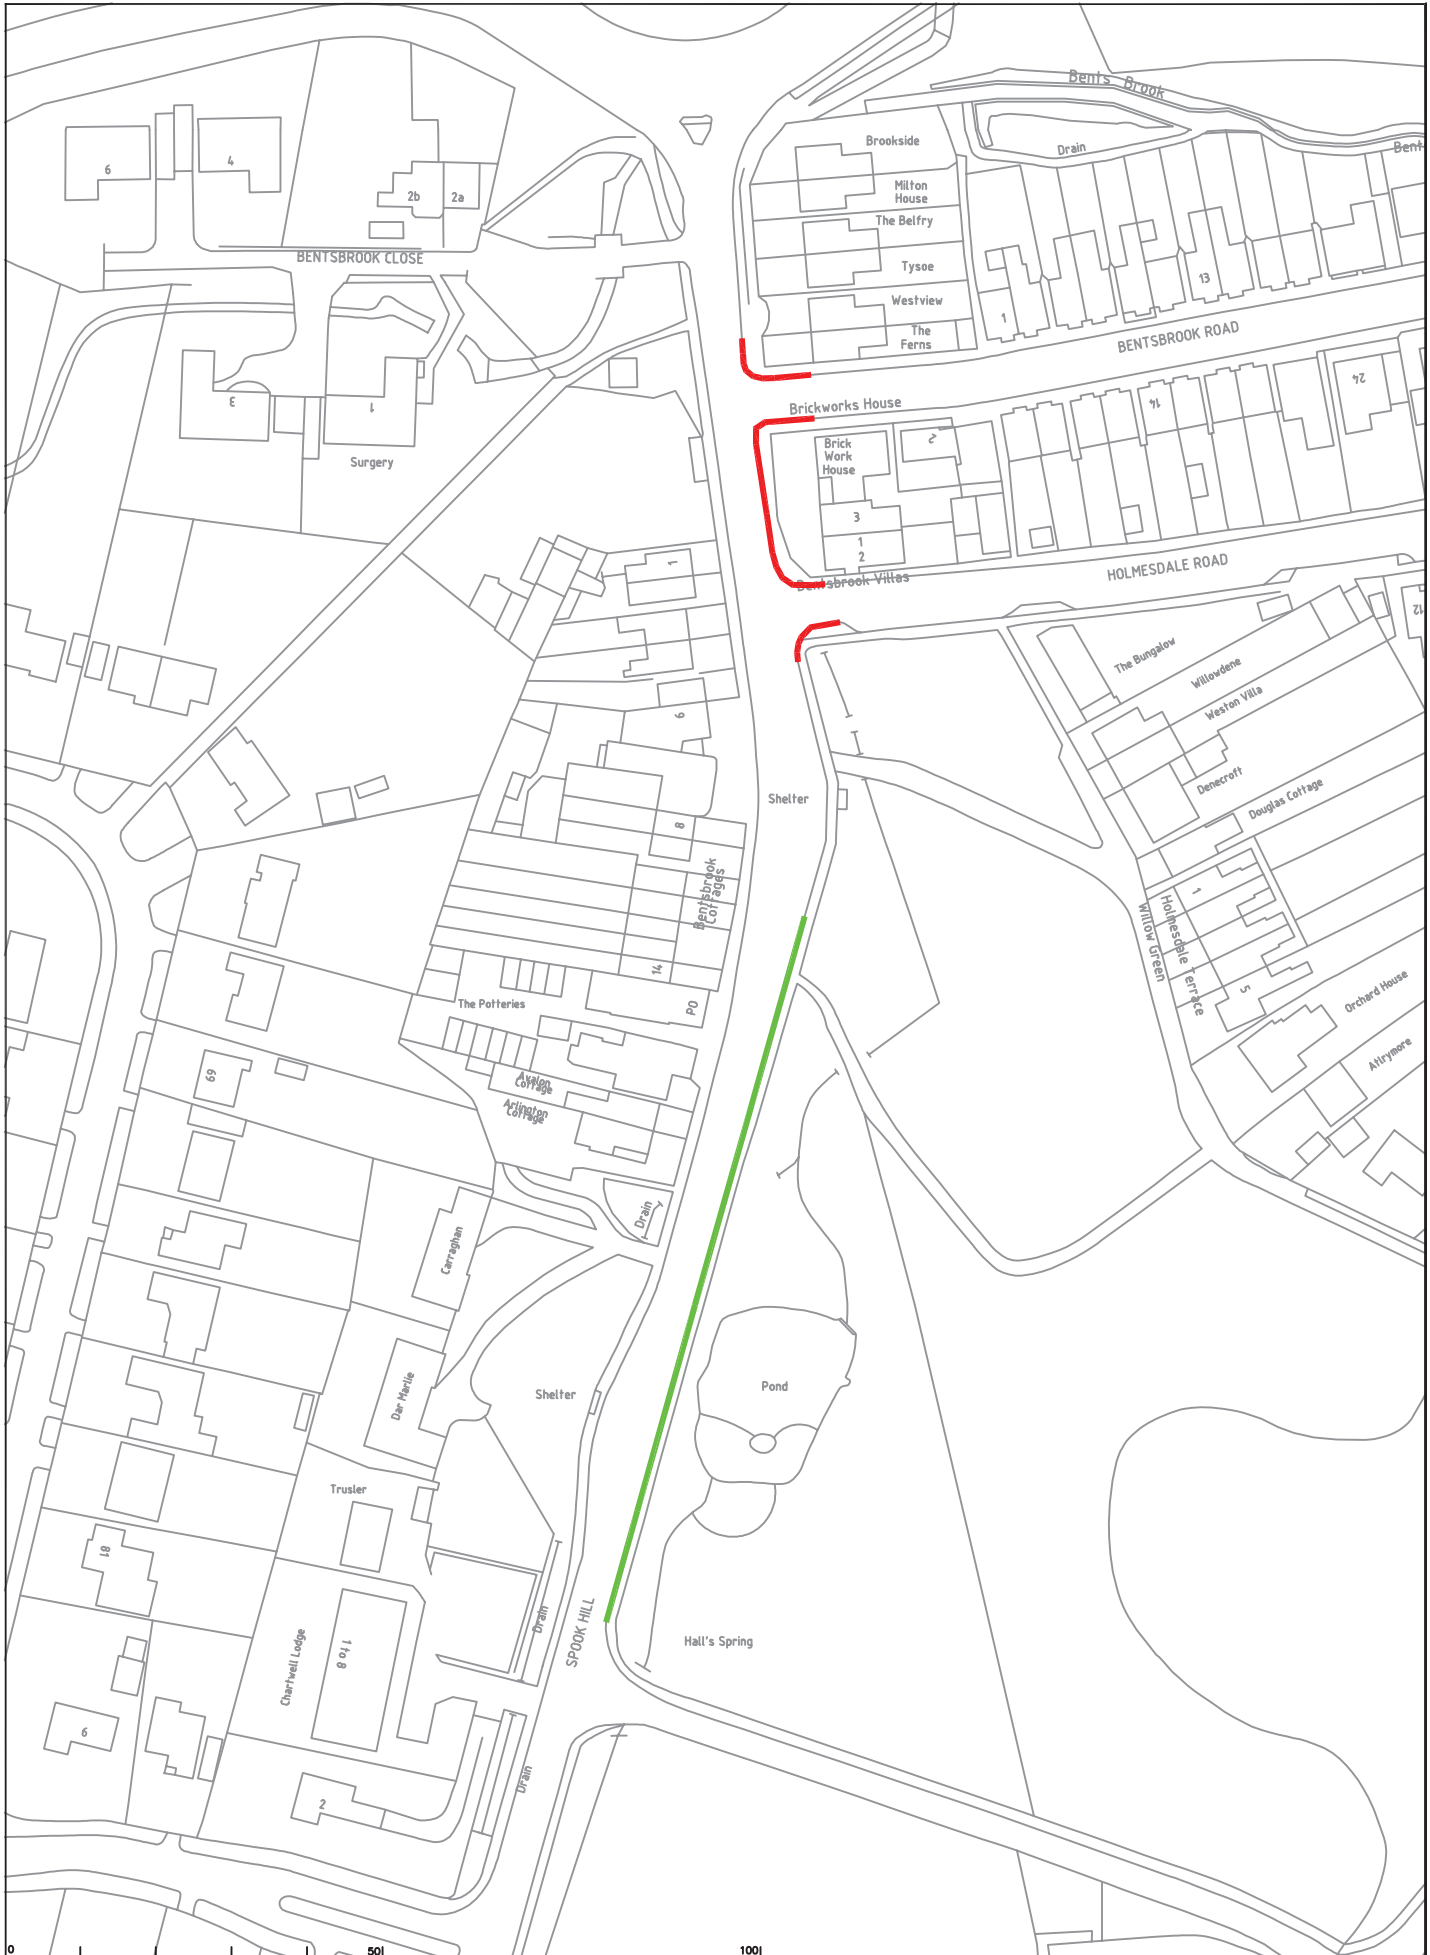 Bents Brook
Brookside
Drain
Bent
6
4
2b
2a
Milton
House
The Belfry
BENTSBROOK CLOSE
Tysoe
13
Westview
1
The
Ferns
BENTSBROOK ROAD
3
1
Brickworks House
14
24
Surgery
Brick
Work
House
2
3
1
2
1
Bentsbrook Villas
HOLMESDALE ROAD
12
The Bungalow
Willowdene
Weston Villa
6
Denecroft
Douglas Cottage
Shelter
8
Bentsbrook
Cottages
1
Holmesdale Terrace
Willow Green
14
5
Orchard House
The Potteries
PO
Atlrymore
69
Avalon
Cottage
Arlington
Cottage
Drain
Carraghan
Dar Marlie
Shelter
Pond
Trusler
81
Drain
SPOOK HILL
Hall's Spring
Chartwell Lodge
1 to 8
6
2
Drain
0
50
100